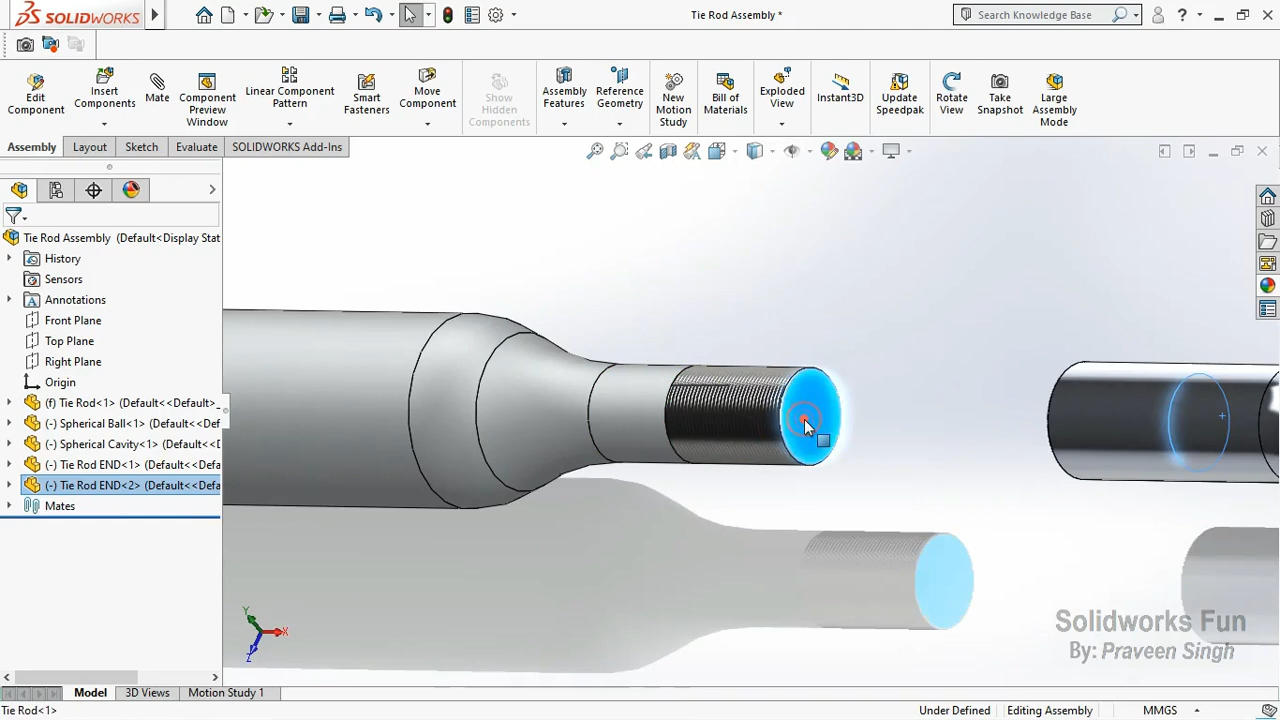 SOLIDWORKS
Tie Rod Assembly *
Search Knowledge Base
?
Edit Component
Insert Components
Mate
Component Preview Window
Linear Component Pattern
Smart Fasteners
Move Component
Show Hidden Components
Assembly Features
Reference Geometry
New Motion Study
Bill of Materials
Exploded View
Instant3D
Update Speedpak
Rotate View
Take Snapshot
Large Assembly Mode
Assembly
Layout
Sketch
Evaluate
SOLIDWORKS Add-Ins
Tie Rod Assembly (Default<Display Stat
History
Sensors
Annotations
Front Plane
Top Plane
Right Plane
Origin
(f) Tie Rod<1> (Default<<Default>_
(-) Spherical Ball<1> (Default<<Def
(-) Spherical Cavity<1> (Default<<D
(-) Tie Rod END<1> (Default<<Defa
(-) Tie Rod END<2> (Default<<Defa
Mates
Y
X
Z
Solidworks Fun
By: Praveen Singh
Model
3D Views
Motion Study 1
Tie Rod<1>
Under Defined
Editing Assembly
MMGS